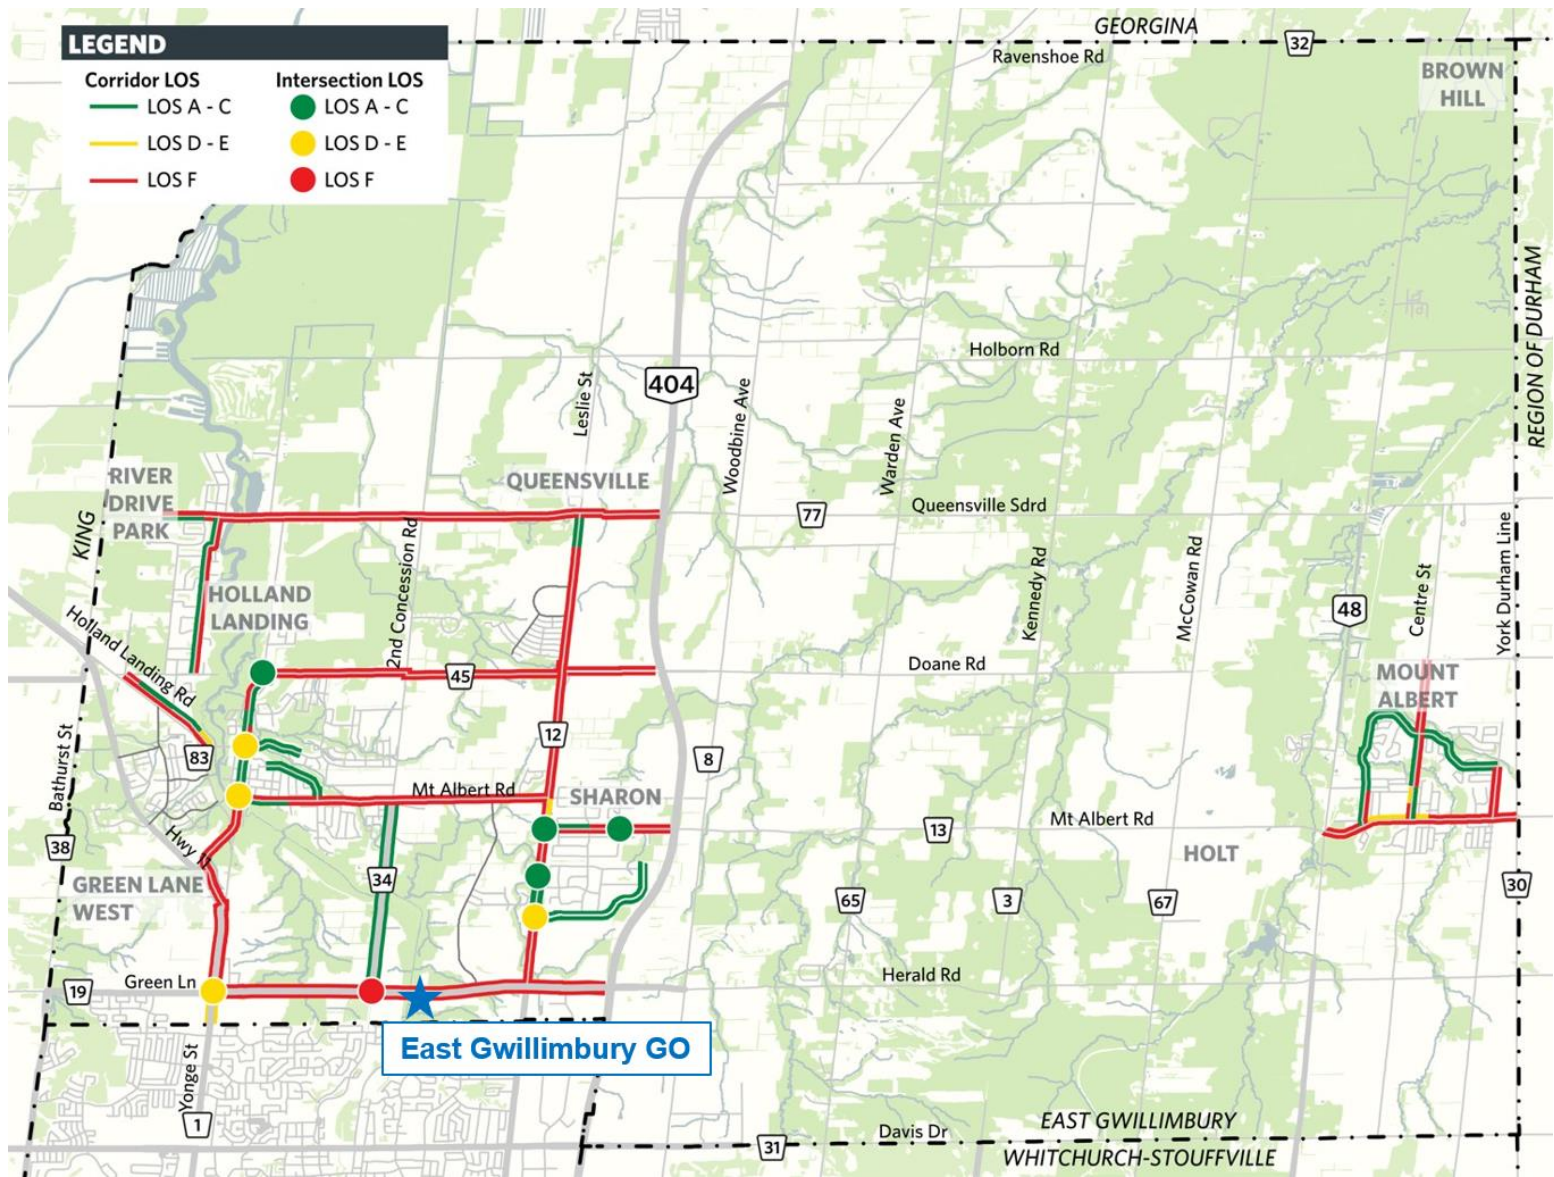 LEGEND
Corridor LOS
LOS A - C
LOS D - E
LOS F
Intersection LOS
LOS A - C
LOS D - E
LOS F
GEORGINA
32
Ravenshoe Rd
BROWN
HILL
REGION OF DURHAM
Holborn Rd
404
Leslie St
Woodbine Ave
Warden Ave
RIVER
DRIVE
PARK
QUEENSVILLE
77
Queensville Sdrd
KING
2nd Concession Rd
Kennedy Rd
McCowan Rd
Centre St
York Durham Line
48
HOLLAND
LANDING
Holland Landing Rd
45
Doane Rd
MOUNT
ALBERT
12
8
83
Bathurst St
Mt Albert Rd
SHARON
13
Mt Albert Rd
38
Hwy 11
HOLT
34
GREEN LANE
WEST
65
3
67
30
19
Green Ln
Herald Rd
East Gwillimbury GO
Yonge St
1
31
Davis Dr
EAST GWILLIMBURY
WHITCHURCH-STOUFFVILLE